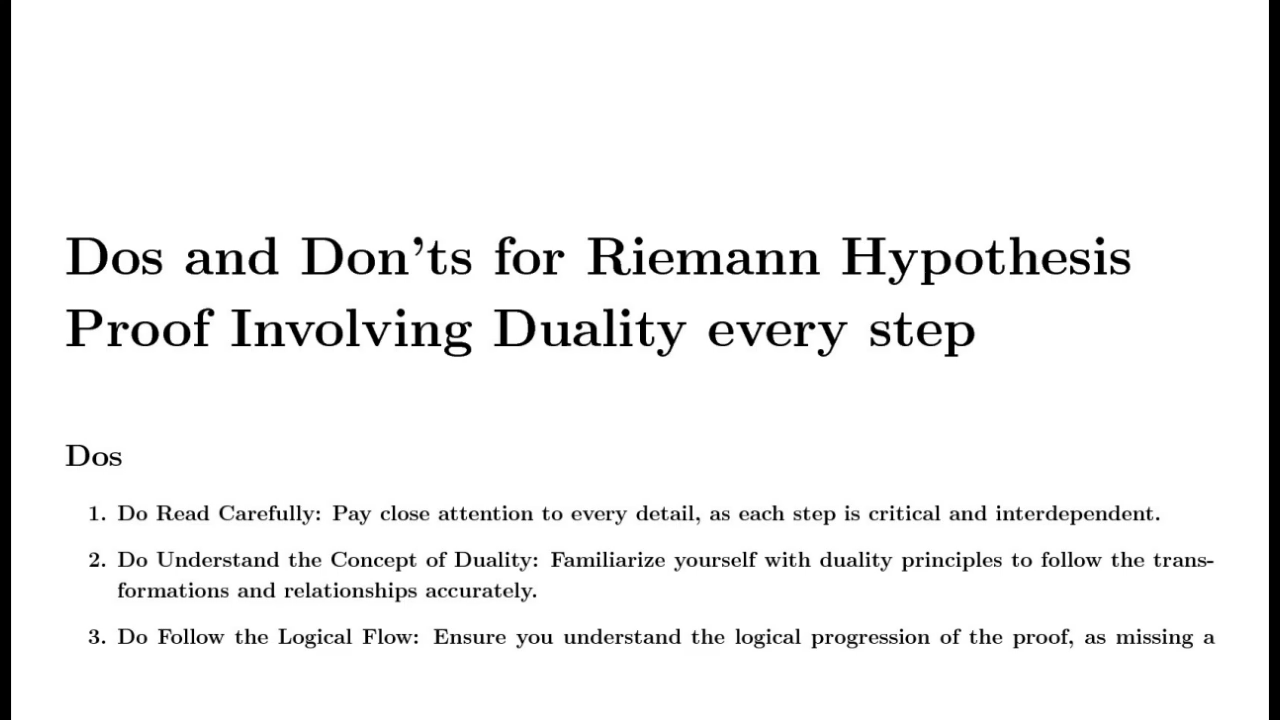 Dos and Don'ts for Riemann Hypothesis
Proof Involving Duality every step
Dos
1. Do Read Carefully: Pay close attention to every detail, as each step is critical and interdependent.
2. Do Understand the Concept of Duality: Familiarize yourself with duality principles to follow the trans-
formations and relationships accurately.
3. Do Follow the Logical Flow: Ensure you understand the logical progression of the proof, as missing a